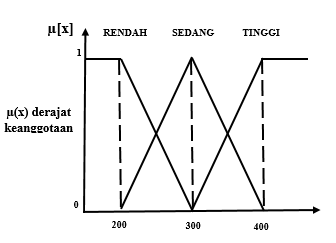 μ[x]
RENDAH SEDANG TINGGI
1
μ(x) derajat
keanggotaan
0
200 300 400